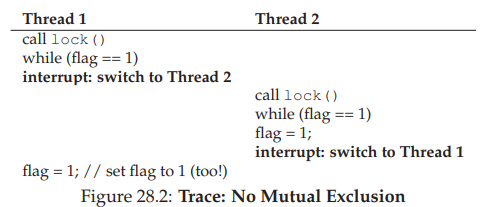 Thread 1 Thread 2
call lock()
while (flag == 1)
interrupt: switch to Thread 2
call lock()
while (flag == 1)
flag = 1;
interrupt: switch to Thread 1
flag = 1; // set flag to 1 (too!)
Figure 28.2: Trace: No Mutual Exclusion